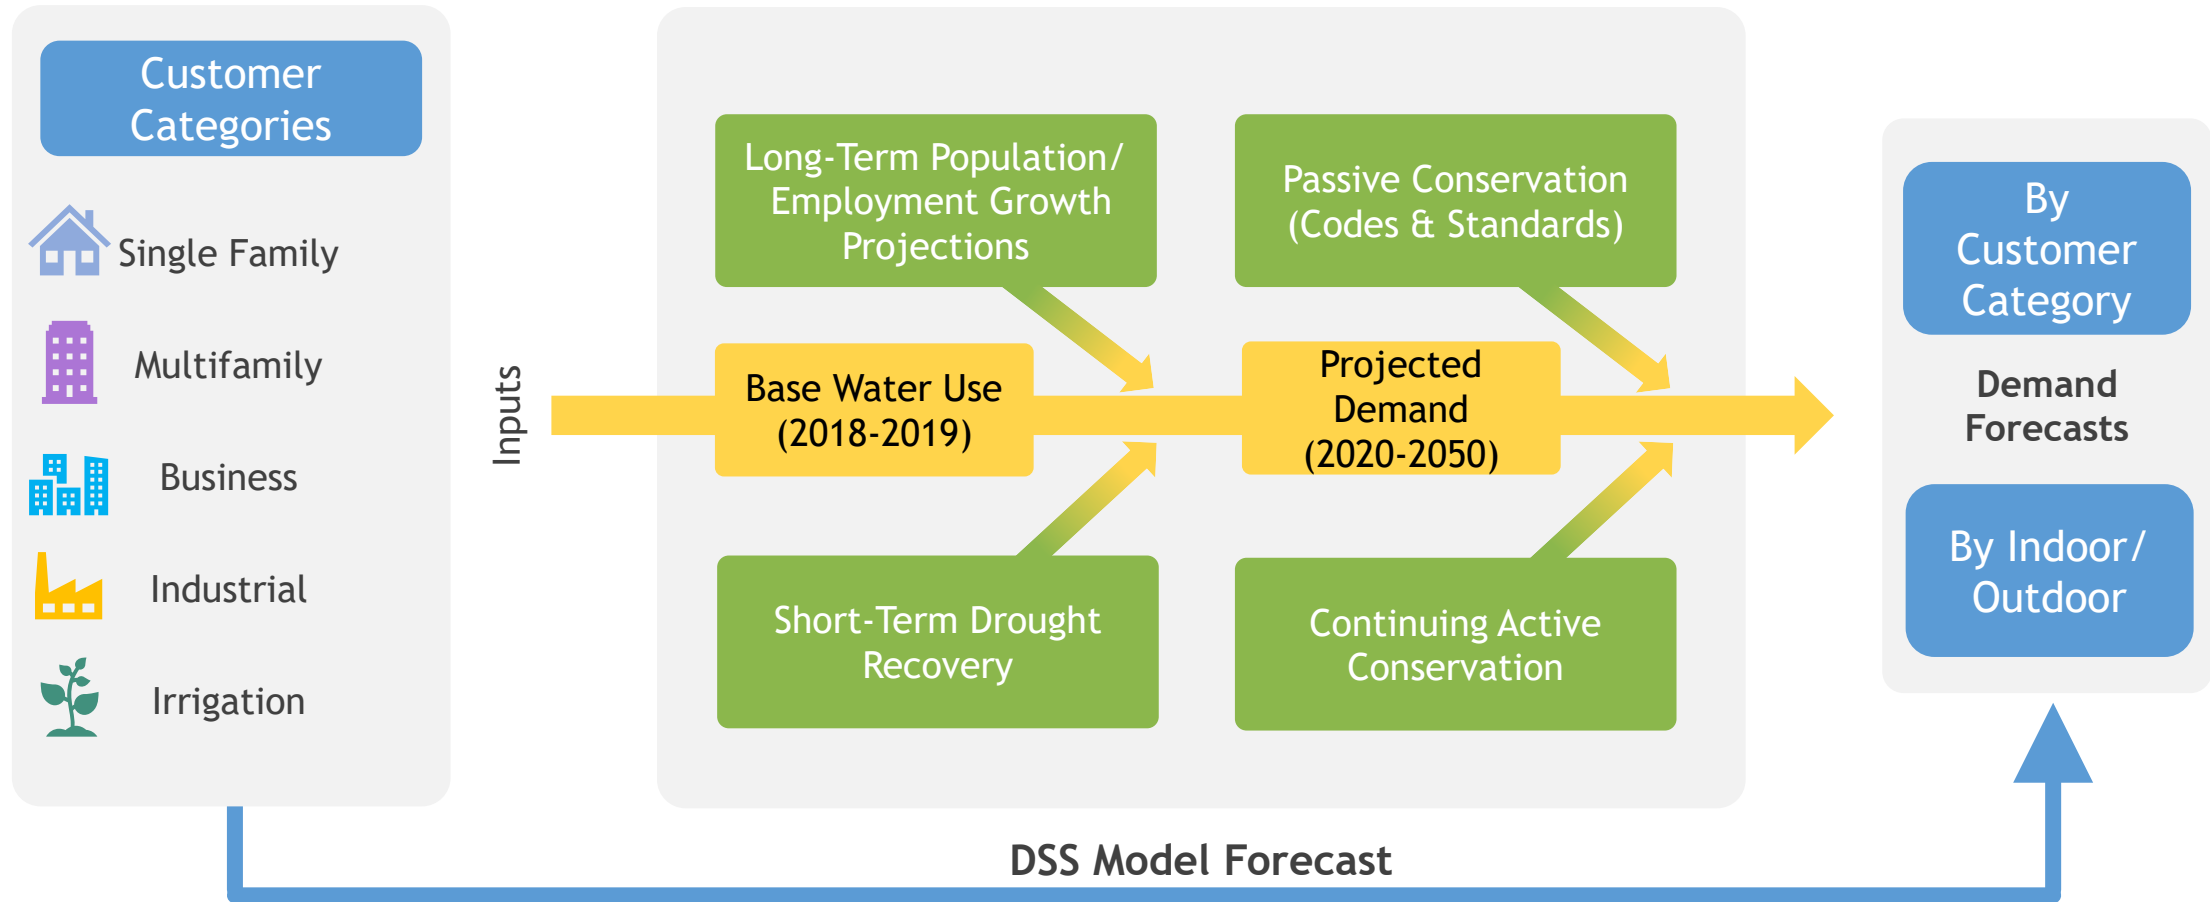 Customer
Categories
Single Family
Multifamily
Business
Industrial
Irrigation
Inputs
Long-Term Population/
Employment Growth
Projections
Passive Conservation
(Codes & Standards)
Base Water Use
(2018-2019)
Projected
Demand
(2020-2050)
Short-Term Drought
Recovery
Continuing Active
Conservation
By
Customer
Category
Demand
Forecasts
By Indoor/
Outdoor
DSS Model Forecast